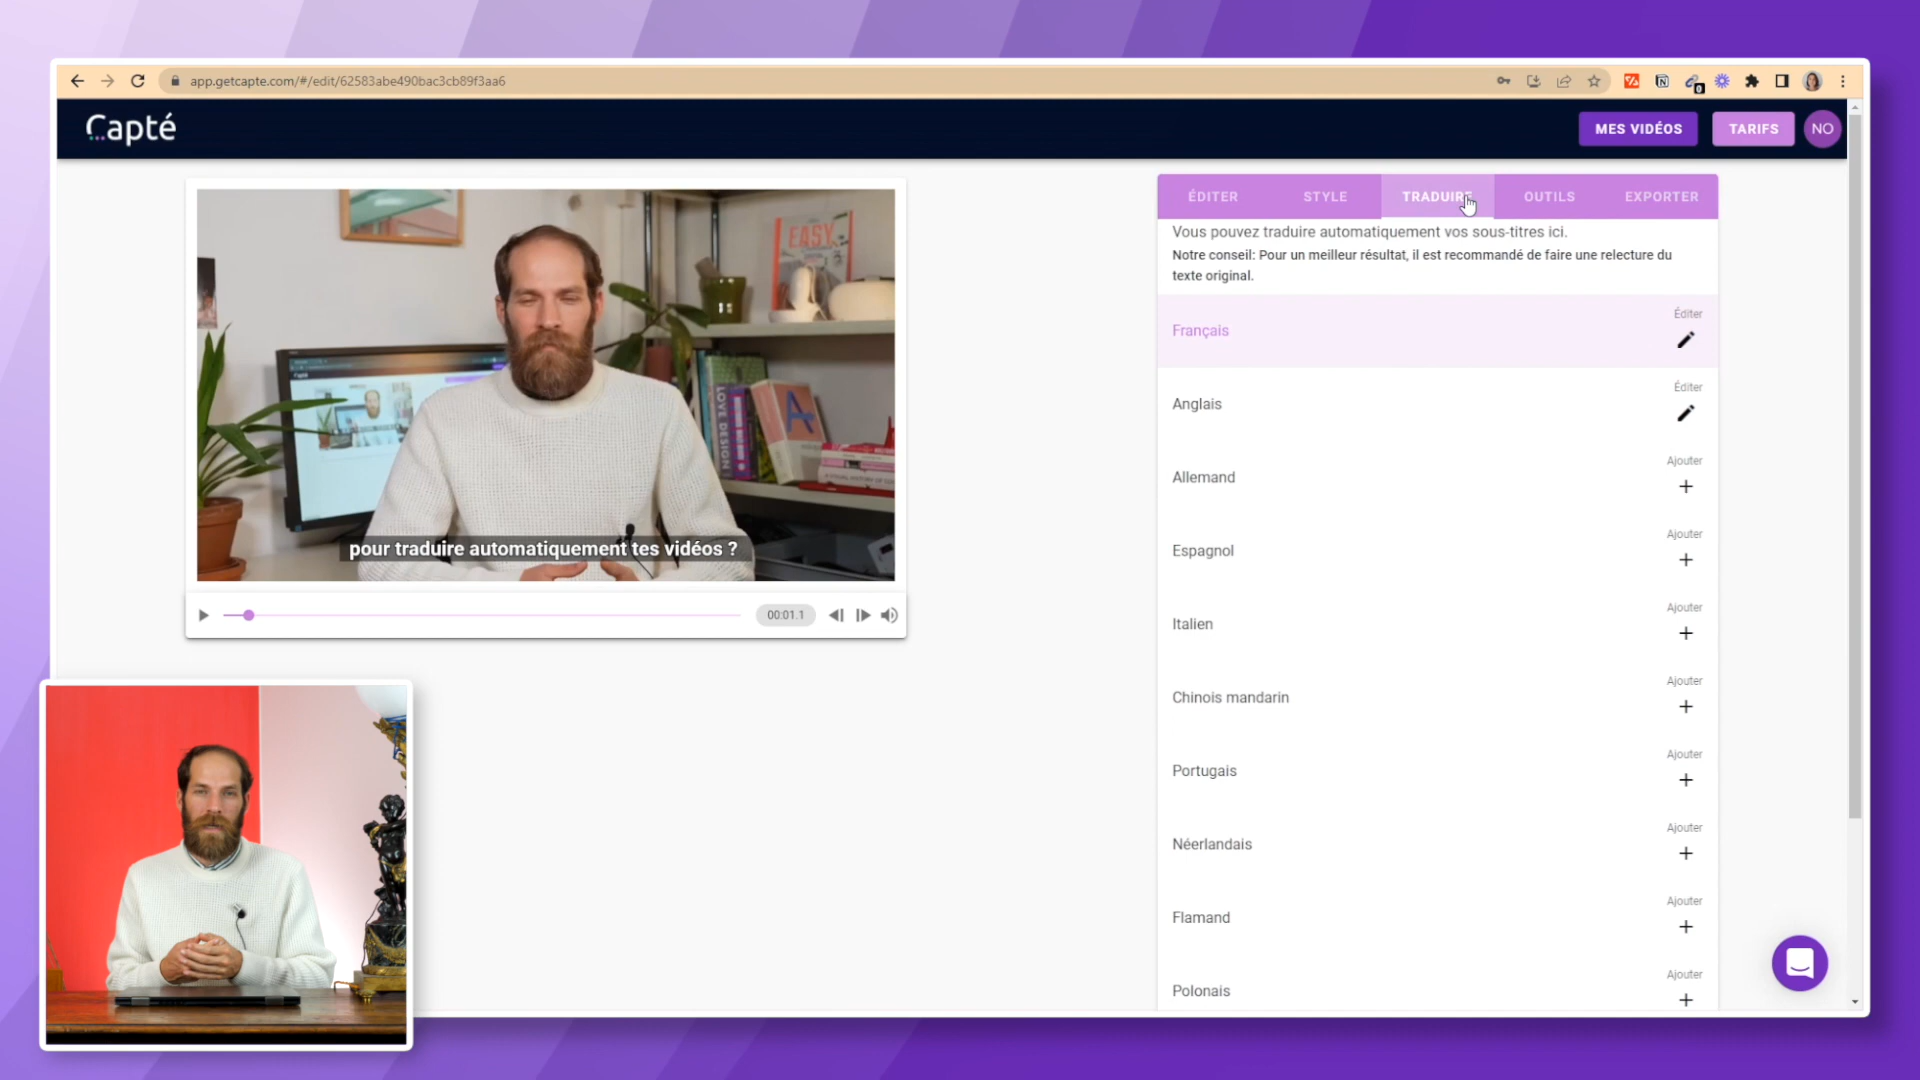 app.getcapte.com/#/edit/62583abe490bac3cb89f3aa6
Capté
MES VIDÉOS
TARIFS
NO
ÉDITER
STYLE
TRADUIRE
OUTILS
EXPORTER
Vous pouvez traduire automatiquement vos sous-titres ici.
Notre conseil: Pour un meilleur résultat, il est recommandé de faire une relecture du
texte original.
Français
Éditer
Anglais
Éditer
Allemand
Ajouter
Espagnol
Ajouter
Italien
Ajouter
Chinois mandarin
Ajouter
Portugais
Ajouter
Néerlandais
Ajouter
Flamand
Ajouter
Polonais
Ajouter
EASY
LOVE DESIGN
A
pour traduire automatiquement tes vidéos ?
00:01.1